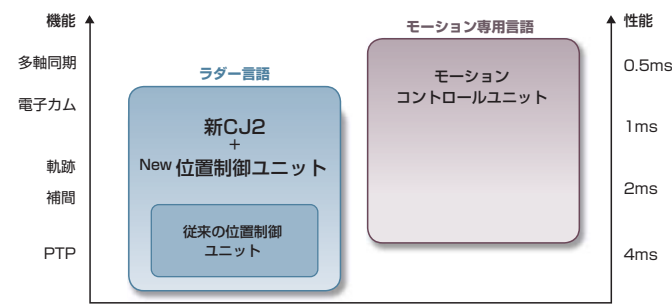 機能
多軸同期
電子カム
軌跡
補間
PTP
ラダー言語
新CJ2
+
New 位置制御ユニット
従来の位置制御
ユニット
モーション専用言語
モーション
コントロールユニット
性能
0.5ms
1ms
2ms
4ms